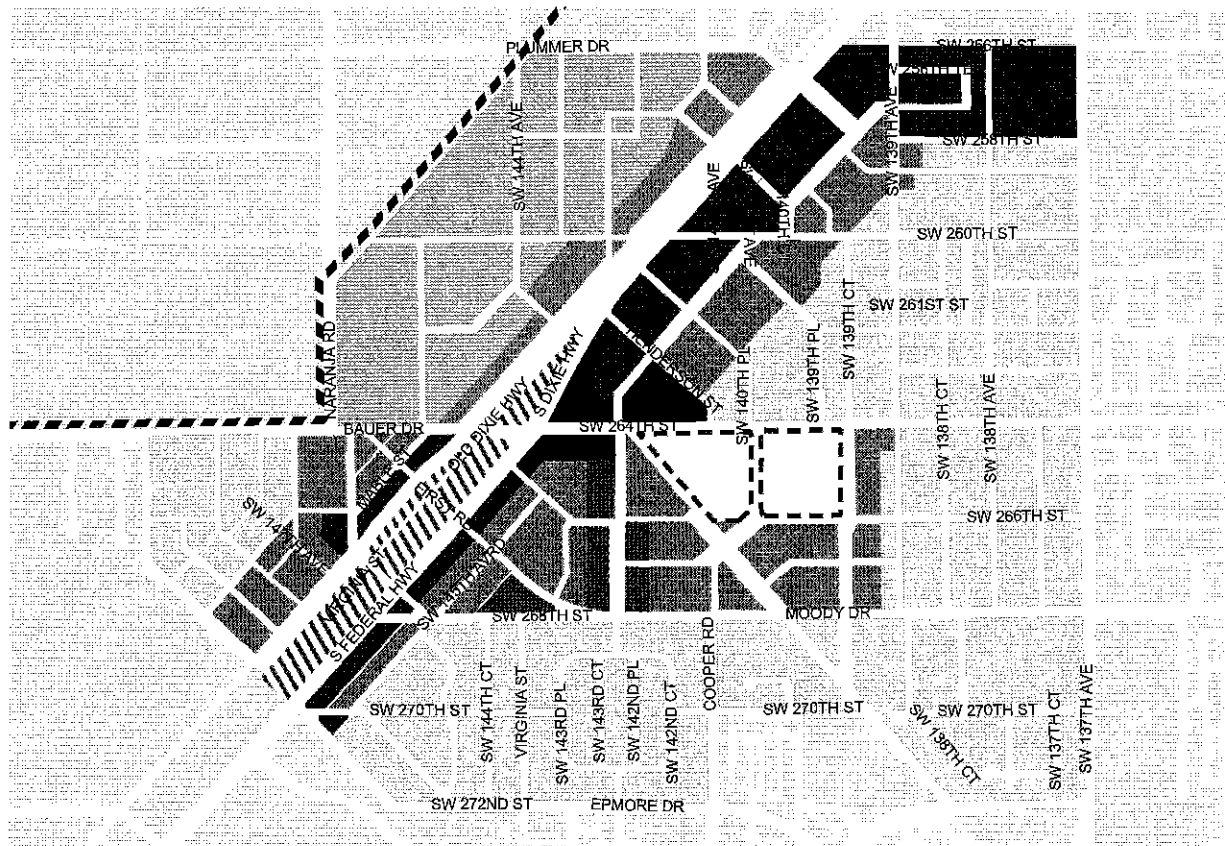 PLUMMER DR
SW 256TH ST
SW 144TH AVE
SW 139TH AVE
SW 258TH ST
AVE
AVE
SW 260TH ST
SW 261ST ST
SW 139TH CT
NARANJA RD
S DIXIE HWY
OLD DIXIE HWY
HENDERSON ST
SW 140TH PL
SW 139TH PL
SW 138TH CT
SW 138TH AVE
BAUER DR
SW 264TH ST
SW 266TH ST
S FEDERAL HWY
SW 268TH ST
MOODY DR
COOPER RD
SW 144TH CT
VIRGINIA ST
SW 143RD PL
SW 143RD CT
SW 142ND PL
SW 142ND CT
SW 270TH ST
SW 270TH ST
SW 138TH CT
SW 270TH ST
SW 137TH CT
SW 137TH AVE
SW 272ND ST
EPMORE DR